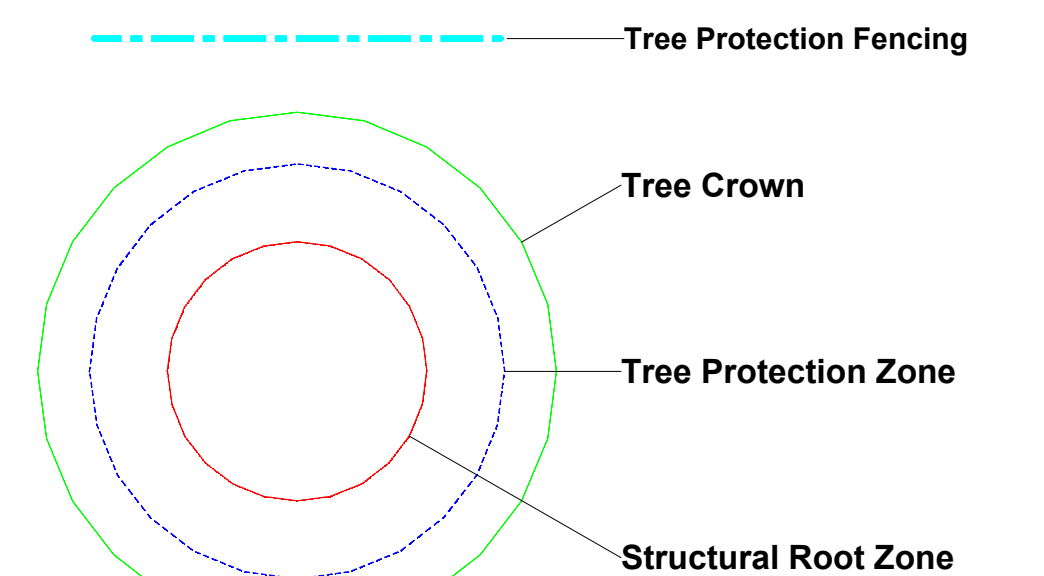 Tree Protection Fencing
Tree Crown
Tree Protection Zone
Structural Root Zone